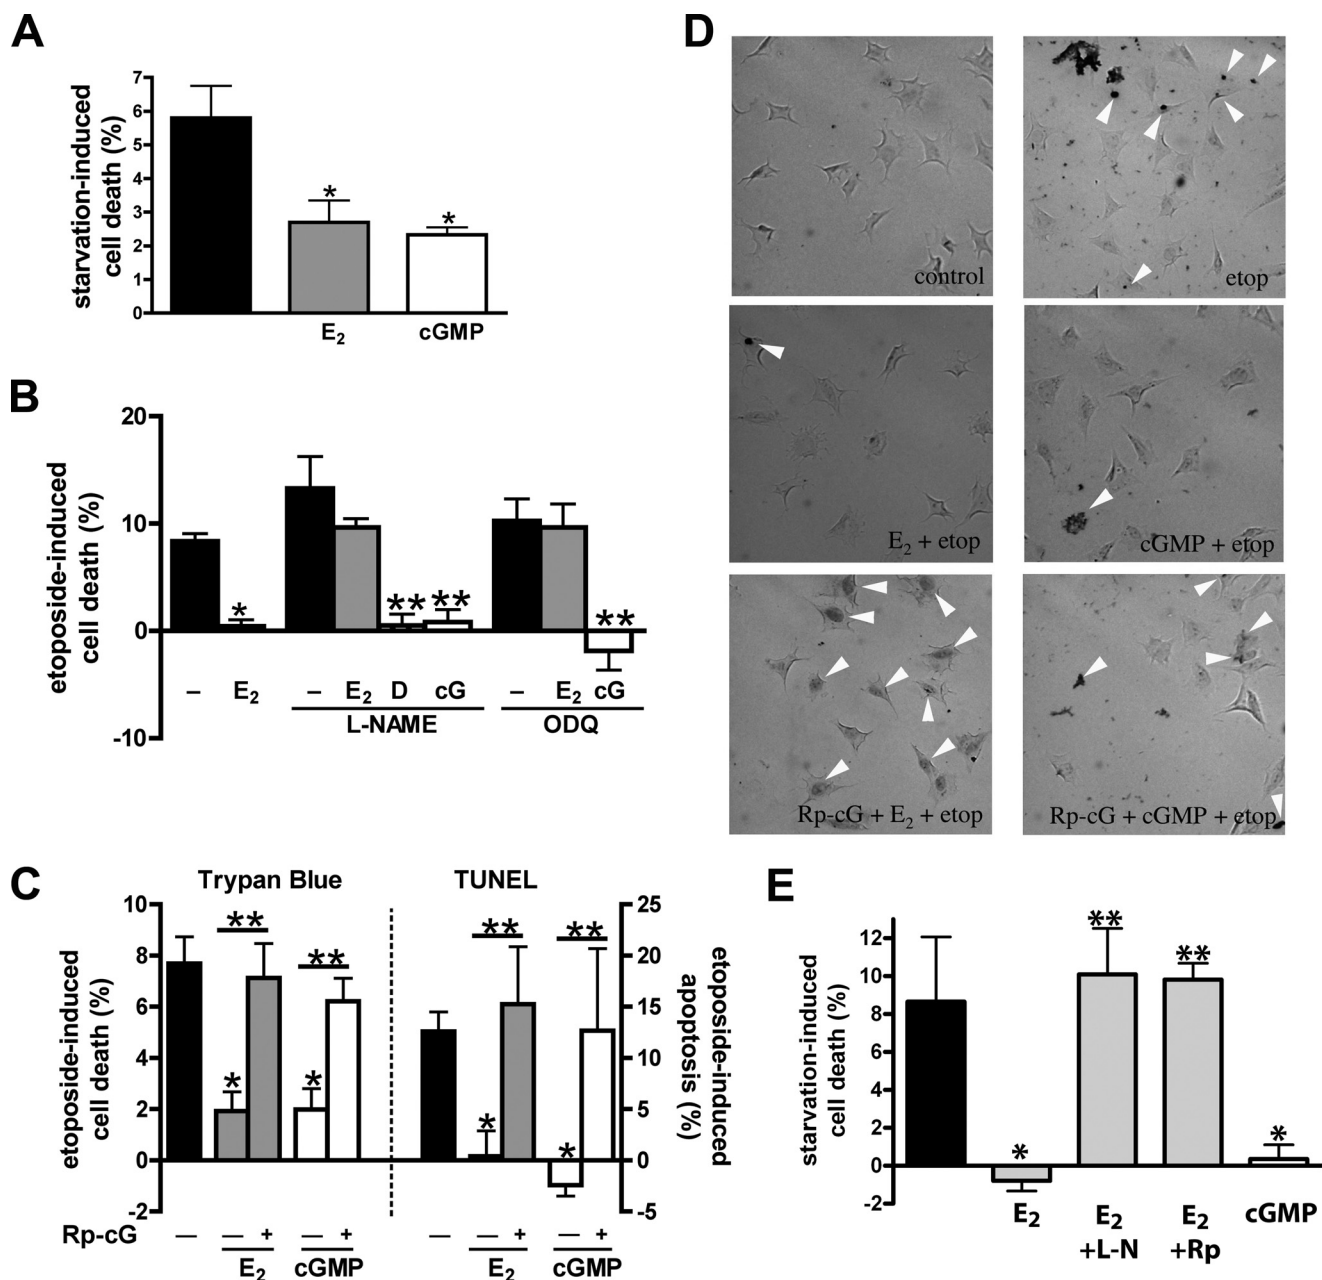 A
starvation-induced
cell death (%)
7
6
5
4
3
2
1
0
*
*
E2
cGMP
B
etoposide-induced
cell death (%)
20
10
0
-10
*
**
**
**
– E2 – E2 D cG – E2 cG
L-NAME
ODQ
C
Trypan Blue
TUNEL
etoposide-induced
cell death (%)
10
8
6
4
2
0
-2
**
**
*
*
**
**
*
*
25
20
15
10
5
0
-5
etoposide-induced
apoptosis (%)
Rp-cG — — + — + — — + — +
E2
cGMP
E2
cGMP
D
control
etop
E2 + etop
cGMP + etop
Rp-cG + E2 + etop
Rp-cG + cGMP + etop
E
starvation-induced
cell death (%)
12
10
8
6
4
2
0
-2
*
**
**
*
E2
E2
+L-N
E2
+Rp
cGMP